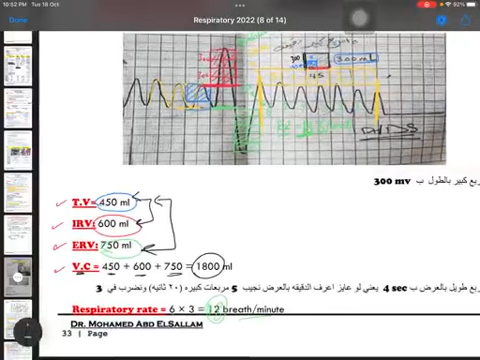 10:52 PM Tue 18 Oct
Done
Respiratory 2022 (8 of 14)
300
300 mL
45
ربع كبير بالطول ب 300 mv
T.V= 450 ml
IRV: 600 ml
ERV: 750 ml
V.C = 450 + 600 + 750 = 1800 ml
ربع طويل بالعرض ب 4 sec يعني لو عايز اعرف الدقيقه بالعرض نجيب 5 مربعات كبيره (٢٠ ثانيه) ونضرب في 3
Respiratory rate = 6 × 3 = 12 breath/minute
Dr. Mohamed Abd ElSallam
33 | Page